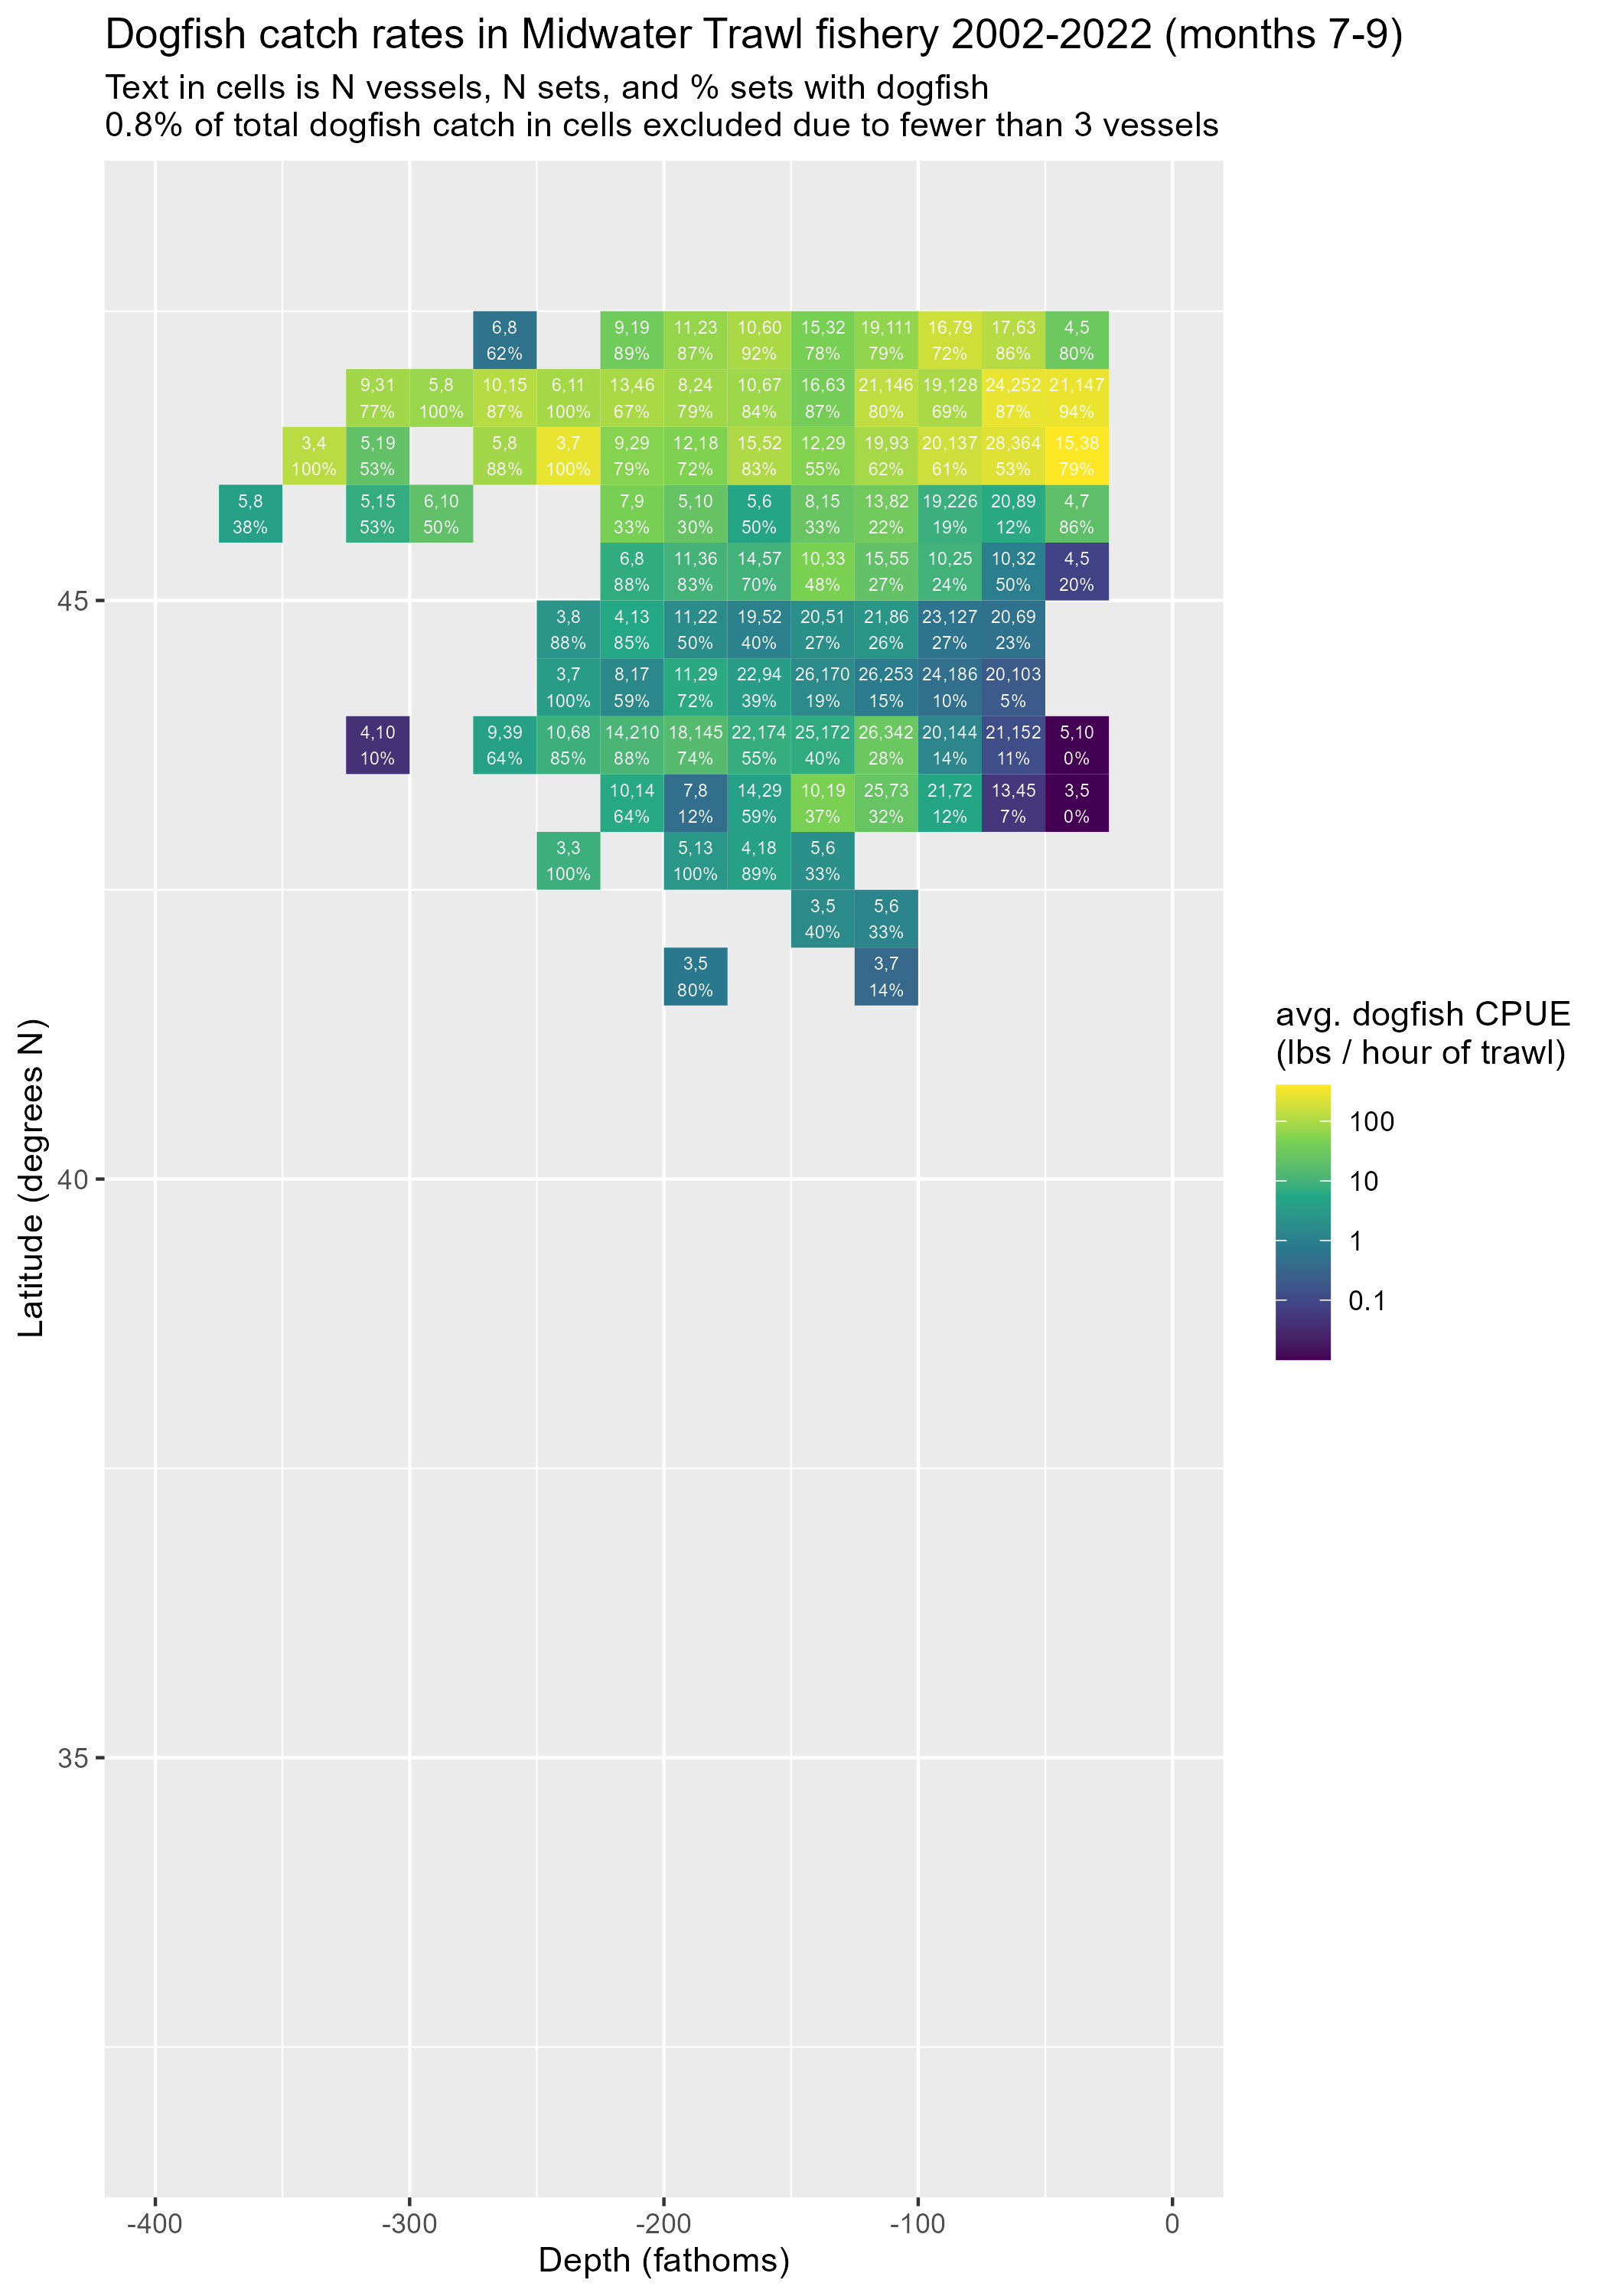 Dogfish catch rates in Midwater Trawl fishery 2002-2022 (months 7-9)
Text in cells is N vessels, N sets, and % sets with dogfish
0.8% of total dogfish catch in cells excluded due to fewer than 3 vessels
6,8 9,19 11,23 10,60 15,32 19,111 16,79 17,63 4,5
62% 89% 87% 92% 78% 79% 72% 86% 80%
9,31 5,8 10,15 6,11 13,46 8,24 10,67 16,63 21,146 19,128 24,252 21,147
77% 100% 87% 100% 67% 79% 84% 87% 80% 69% 87% 94%
3,4 5,19 5,8 3,7 9,29 12,18 15,52 12,29 19,93 20,137 28,364 15,38
100% 53% 88% 100% 79% 72% 83% 55% 62% 61% 53% 79%
5,8 5,15 6,10 7,9 5,10 5,6 8,15 13,82 19,226 20,89 4,7
38% 53% 50% 33% 30% 50% 33% 22% 19% 12% 86%
6,8 11,36 14,57 10,33 15,55 10,25 10,32 4,5
88% 83% 70% 48% 27% 24% 50% 20%
45
3,8 4,13 11,22 19,52 20,51 21,86 23,127 20,69
88% 85% 50% 40% 27% 26% 27% 23%
3,7 8,17 11,29 22,94 26,170 26,253 24,186 20,103
100% 59% 72% 39% 19% 15% 10% 5%
4,10 9,39 10,68 14,210 18,145 22,174 25,172 26,342 20,144 21,152 5,10
10% 64% 85% 88% 74% 55% 40% 28% 14% 11% 0%
10,14 7,8 14,29 10,19 25,73 21,72 13,45 3,5
64% 12% 59% 37% 32% 12% 7% 0%
3,3 5,13 4,18 5,6
100% 100% 89% 33%
3,5 5,6
40% 33%
3,5 3,7
80% 14%
40
35
Latitude (degrees N)
-400 -300 -200 -100 0
Depth (fathoms)
avg. dogfish CPUE
(lbs / hour of trawl)
100
10
1
0.1